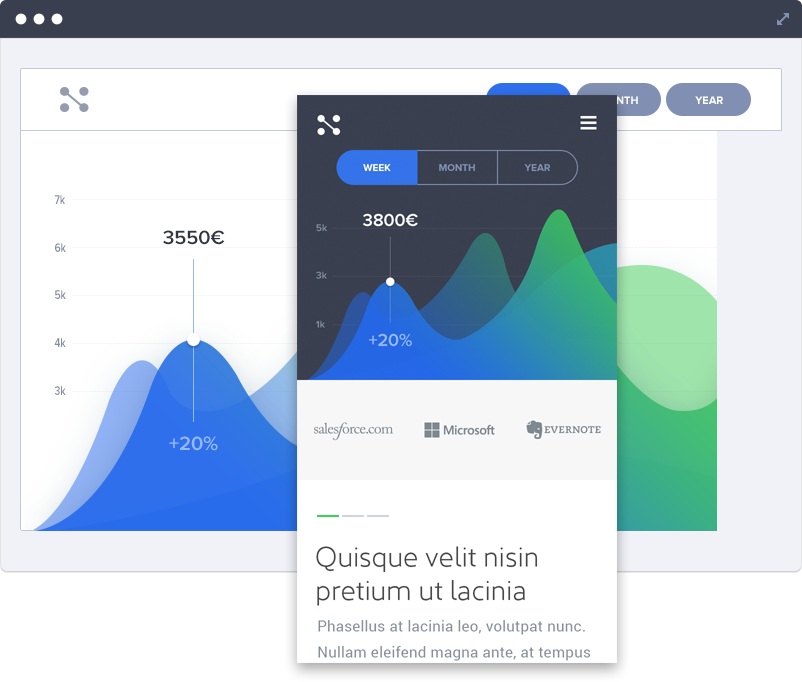 NTH
YEAR
7k
6k
5k
4k
3k
3550€
+20%
WEEK
MONTH
YEAR
5k
3k
1k
3800€
+20%
salesforce.com
Microsoft
EVERNOTE
Quisque velit nisin
pretium ut lacinia
Phasellus at lacinia leo, volutpat nunc.
Nullam eleifend magna ante, at tempus